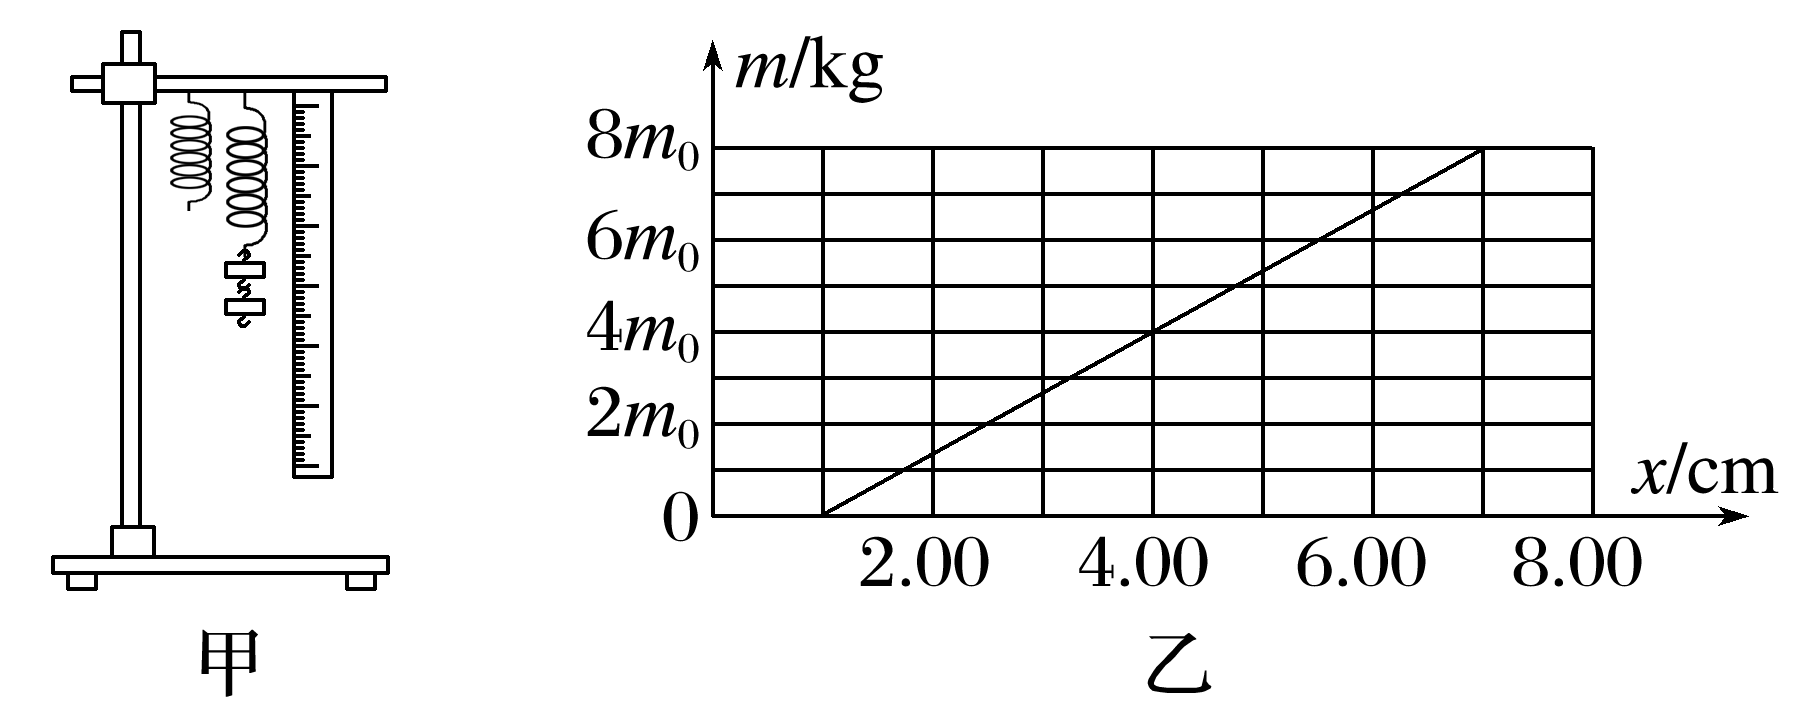 m/kg
8m₀
6m₀
4m₀
2m₀
0
2.00 4.00 6.00 8.00
x/cm
甲 乙